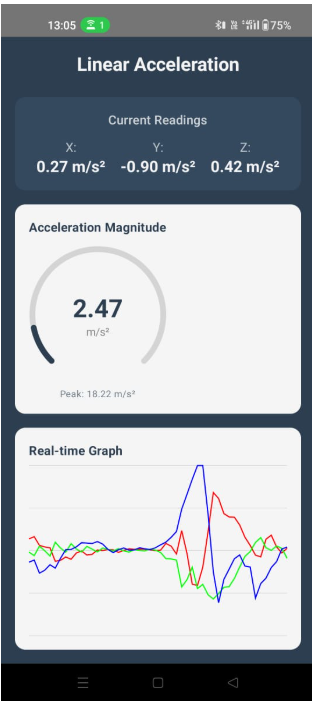 13:05 1 75%
Linear Acceleration
Current Readings
X: Y: Z:
0.27 m/s² -0.90 m/s² 0.42 m/s²
Acceleration Magnitude
2.47
m/s²
Peak: 18.22 m/s²
Real-time Graph